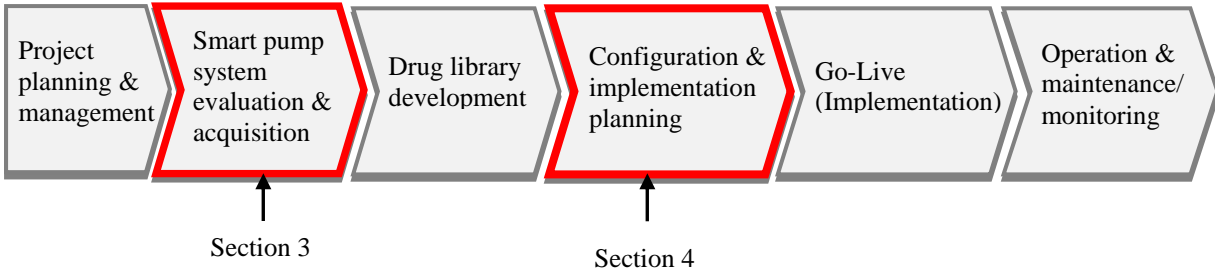 Project
planning &
management
Smart pump
system
evaluation &
acquisition
Drug library
development
Configuration &
implementation
planning
Go-Live
(Implementation)
Operation &
maintenance/
monitoring
Section 3
Section 4